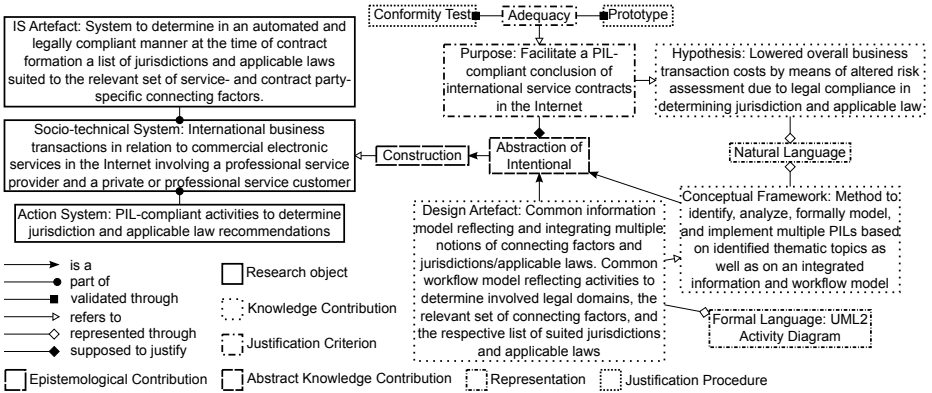 IS Artefact: System to determine in an automated and
legally compliant manner at the time of contract
formation a list of jurisdictions and applicable laws
suited to the relevant set of service- and contract party-
specific connecting factors.
Socio-technical System: International business
transactions in relation to commercial electronic
services in the Internet involving a professional service
provider and a private or professional service customer
Action System: PIL-compliant activities to determine
jurisdiction and applicable law recommendations
Conformity Test
Adequacy
Prototype
Purpose: Facilitate a PIL-
compliant conclusion of
international service contracts
in the Internet
Hypothesis: Lowered overall business
transaction costs by means of altered risk
assessment due to legal compliance in
determining jurisdiction and applicable law
Construction
Abstraction of
Intentional
Natural Language
Design Artefact: Common information
model reflecting and integrating multiple
notions of connecting factors and
jurisdictions/applicable laws. Common
workflow model reflecting activities to
determine involved legal domains, the
relevant set of connecting factors, and
the respective list of suited jurisdictions
and applicable laws
Conceptual Framework: Method to
identify, analyze, formally model,
and implement multiple PILs based
on identified thematic topics as
well as on an integrated
information and workflow model
Formal Language: UML2
Activity Diagram
is a
part of
validated through
refers to
represented through
supposed to justify
Research object
Knowledge Contribution
Justification Criterion
Epistemological Contribution
Abstract Knowledge Contribution
Representation
Justification Procedure